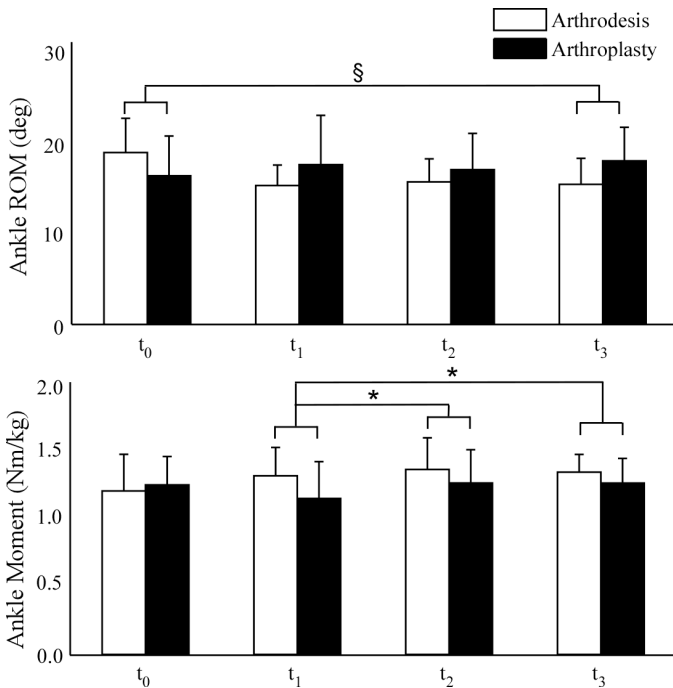 Arthrodesis
Arthroplasty
Ankle ROM (deg)
30
20
10
0
§
t0 t1 t2 t3
Ankle Moment (Nm/kg)
2.0
1.5
1.0
0.5
0.0
*
*
t0 t1 t2 t3